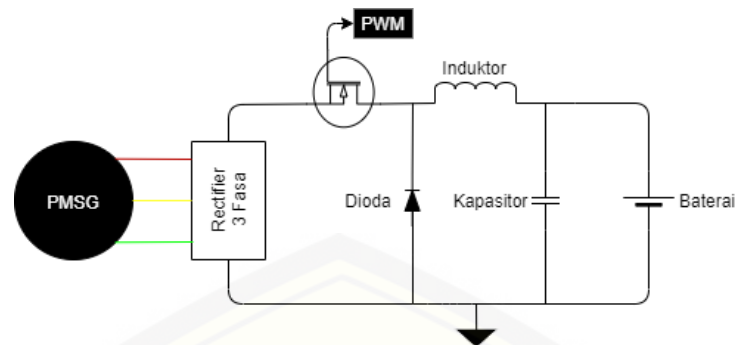 PWM
Induktor
PMSG
Rectifier
3 Fasa
Dioda
Kapasitor
Baterai